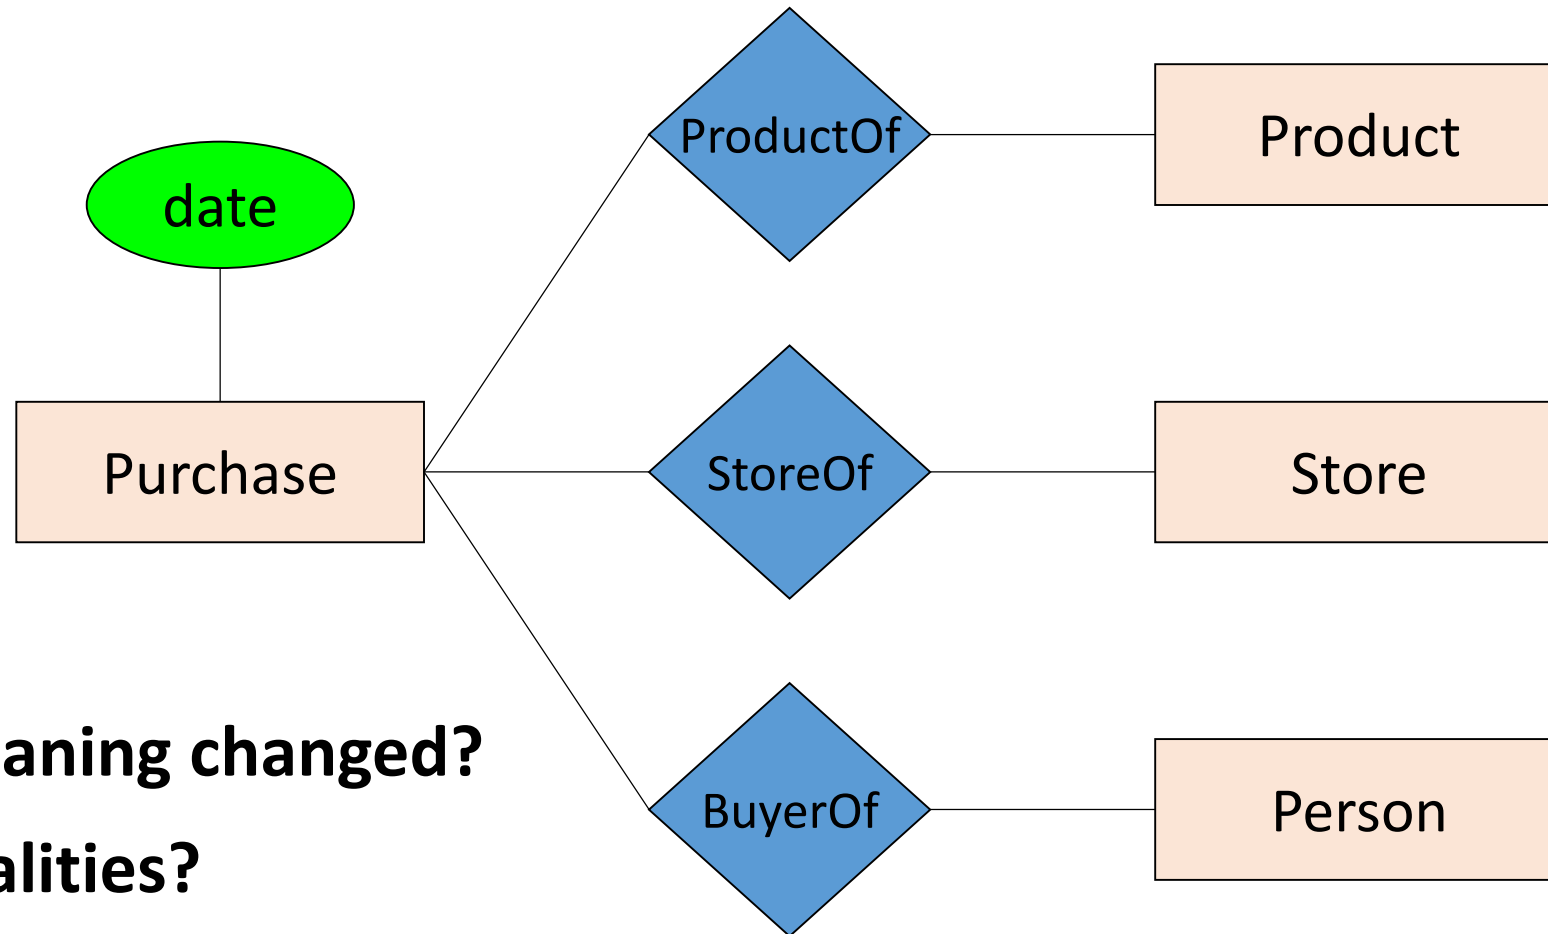 ProductOf
Product
date
Purchase
StoreOf
Store
aning changed?
BuyerOf
Person
alities?